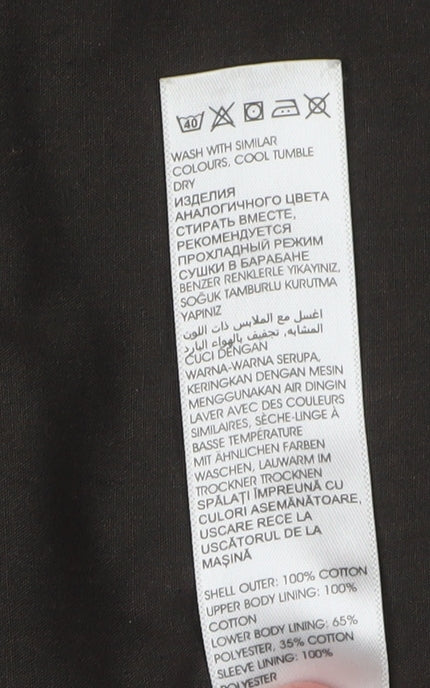 40
WASH WITH SIMILAR
COLOURS, COOL TUMBLE
DRY
ИЗДЕЛИЯ
АНАЛОГИЧНОГО ЦВЕТА
СТИРАТЬ ВМЕСТЕ,
РЕКОМЕНДУЕТСЯ
ПРОХЛАДНЫЙ РЕЖИМ
СУШКИ В БАРАБАНЕ
BENZER RENKLERLE YIKAYINIZ,
SOĞUK TAMBURLU KURUTMA
YAPINIZ
اغسل مع الملابس ذات اللون
المشابه, تجفيف بالهواء البارد
CUCI DENGAN
WARNA-WARNA SERUPA,
KERINGKAN DENGAN MESIN
MENGGUNAKAN AIR DINGIN
LAVER AVEC DES COULEURS
SIMILAIRES, SÈCHE-LINGE À
BASSE TEMPÉRATURE
MIT ÄHNLICHEN FARBEN
WASCHEN, LAUWARM IM
TROCKNER TROCKNEN
SPĂLAȚI ÎMPREUNĂ CU
CULORI ASEMĂNĂTOARE,
USCARE RECE LA
USCĂTORUL DE LA
MAȘINĂ
SHELL OUTER: 100% COTTON
UPPER BODY LINING: 100%
COTTON
LOWER BODY LINING: 65%
POLYESTER, 35% COTTON
SLEEVE LINING: 100%
POLYESTER